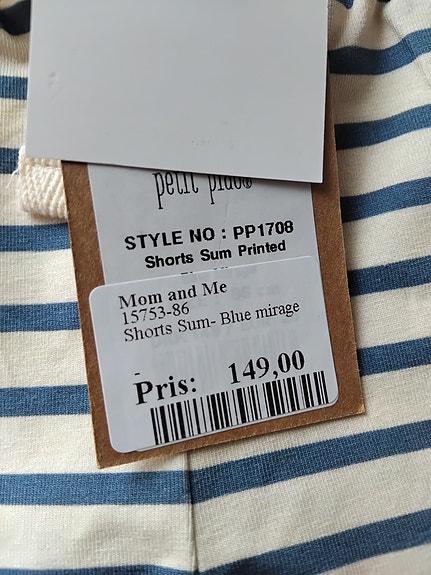 petit piao®
STYLE NO : PP1708
Shorts Sum Printed
Mom and Me
15753-86
Shorts Sum- Blue mirage
-
Pris: 149,00